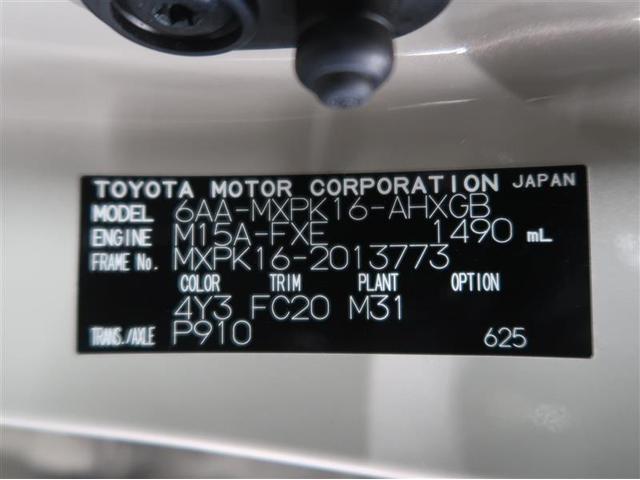 TOYOTA MOTOR CORPORATION JAPAN
MODEL 6AA-MXPK16-AHXGB
ENGINE M15A-FXE 1490 mL
FRAME No. MXPK16-2013773
COLOR TRIM PLANT OPTION
4Y3 FC20 M31
TRANS./AXLE P910 625